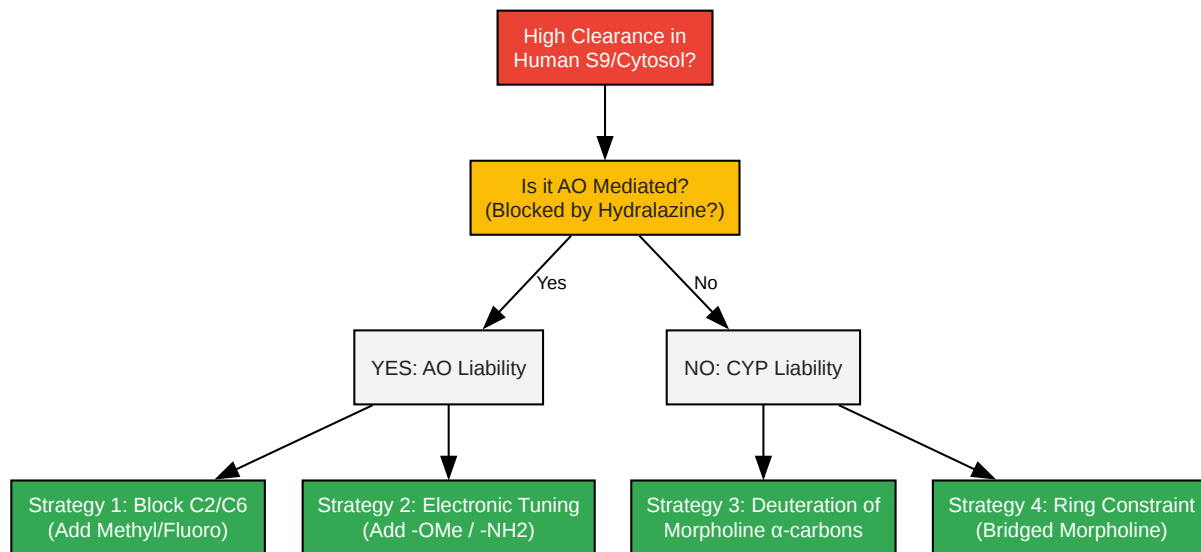 High Clearance in
Human S9/Cytosol?
Is it AO Mediated?
(Blocked by Hydralazine?)
Yes
No
YES: AO Liability
NO: CYP Liability
Strategy 1: Block C2/C6
(Add Methyl/Fluoro)
Strategy 2: Electronic Tuning
(Add -OMe / -NH2)
Strategy 3: Deuteration of
Morpholine α-carbons
Strategy 4: Ring Constraint
(Bridged Morpholine)